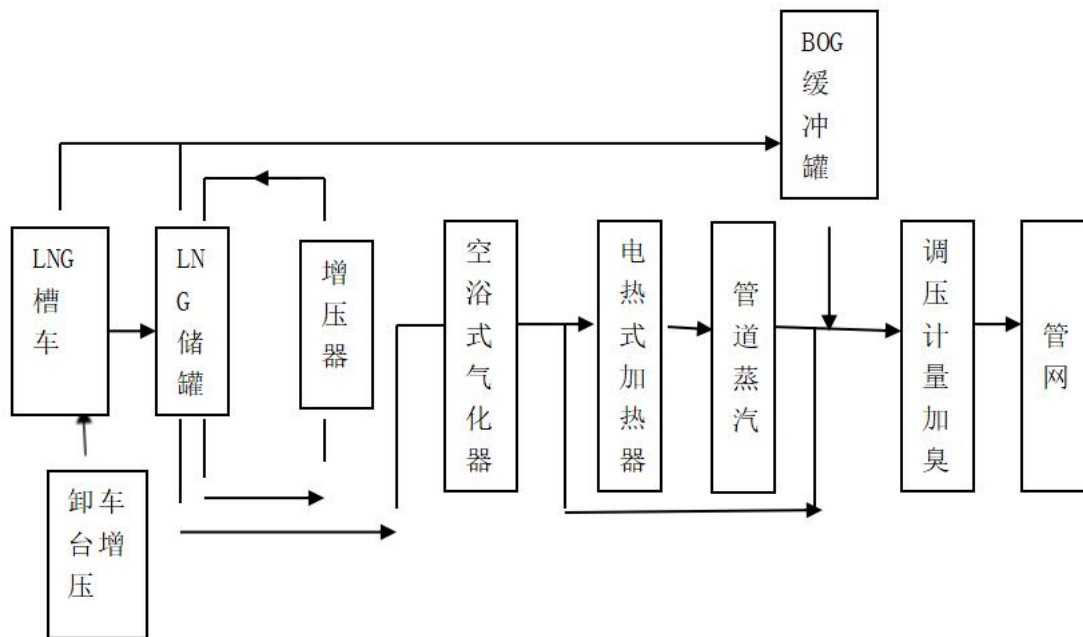 BOG
缓
冲
罐
LNG
槽
车
LN
G
储
罐
增
压
器
空
浴
式
气
化
器
电
热
式
加
热
器
管
道
蒸
汽
调
压
计
量
加
臭
管
网
卸车
台增
压